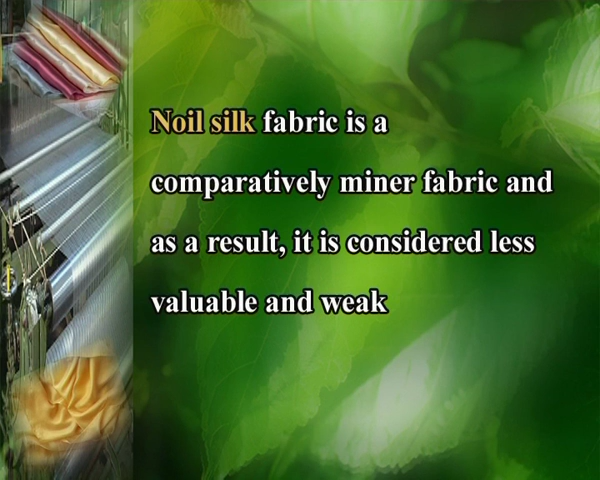 Noil silk fabric is a
comparatively miner fabric and
as a result, it is considered less
valuable and weak